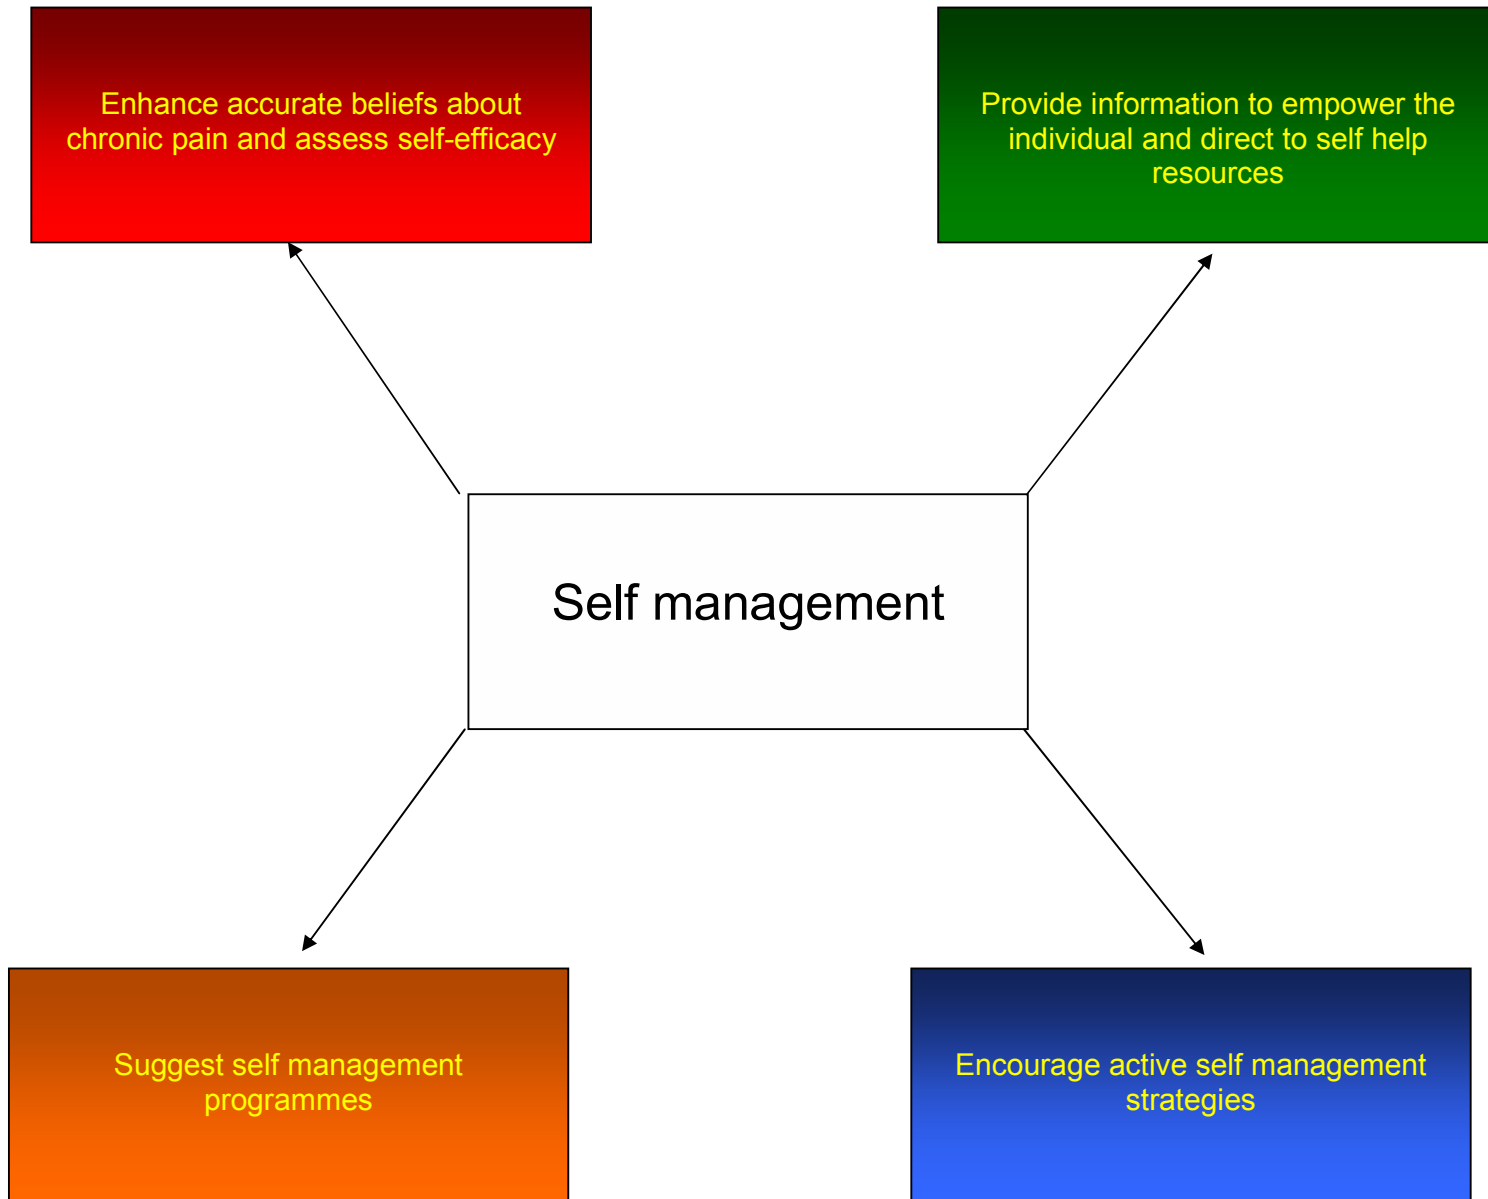 Enhance accurate beliefs about
chronic pain and assess self-efficacy
Provide information to empower the
individual and direct to self help
resources
Self management
Suggest self management
programmes
Encourage active self management
strategies